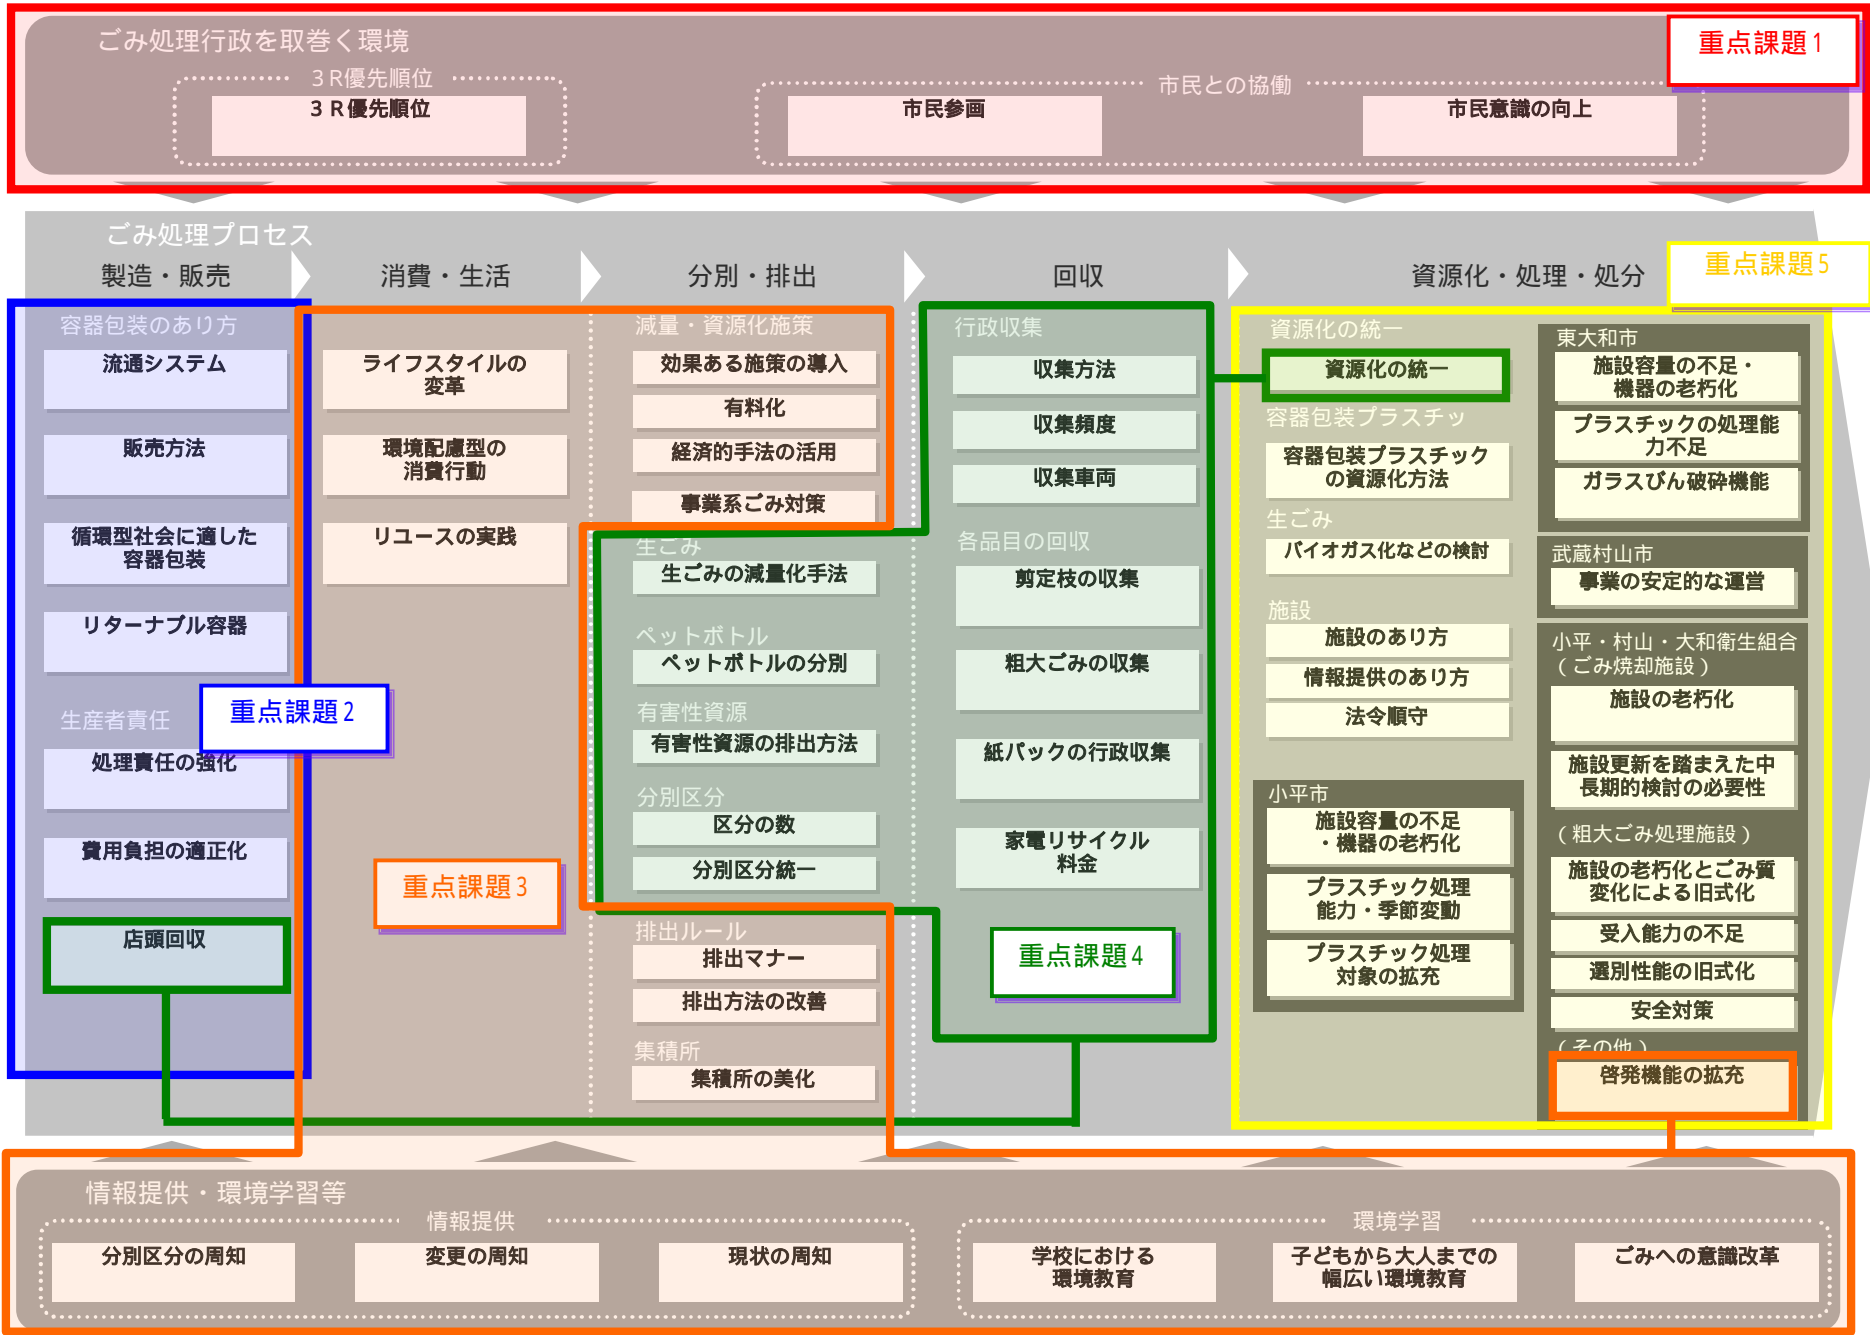 ごみ処理行政を取巻く環境
重点課題1
３R優先順位
３Ｒ優先順位
市民との協働
市民参画
市民意識の向上
ごみ処理プロセス
製造・販売
消費・生活
分別・排出
回収
資源化・処理・処分
重点課題5
容器包装のあり方
流通システム
販売方法
循環型社会に適した
容器包装
リターナブル容器
重点課題2
生産者責任
処理責任の強化
費用負担の適正化
店頭回収
ライフスタイルの
変革
環境配慮型の
消費行動
リユースの実践
重点課題3
減量・資源化施策
効果ある施策の導入
有料化
経済的手法の活用
事業系ごみ対策
生ごみ
生ごみの減量化手法
ペットボトル
ペットボトルの分別
有害性資源
有害性資源の排出方法
分別区分
区分の数
分別区分統一
排出ルール
排出マナー
排出方法の改善
集積所
集積所の美化
行政収集
収集方法
収集頻度
収集車両
各品目の回収
剪定枝の収集
粗大ごみの収集
紙パックの行政収集
家電リサイクル
料金
重点課題4
資源化の統一
資源化の統一
容器包装プラスチッ
容器包装プラスチック
の資源化方法
生ごみ
バイオガス化などの検討
施設
施設のあり方
情報提供のあり方
法令順守
小平市
施設容量の不足
・機器の老朽化
プラスチック処理
能力・季節変動
プラスチック処理
対象の拡充
東大和市
施設容量の不足・
機器の老朽化
プラスチックの処理能
力不足
ガラスびん破砕機能
武蔵村山市
事業の安定的な運営
小平・村山・大和衛生組合
（ごみ焼却施設）
施設の老朽化
施設更新を踏まえた中
長期的検討の必要性
（粗大ごみ処理施設）
施設の老朽化とごみ質
変化による旧式化
受入能力の不足
選別性能の旧式化
安全対策
（その他）
啓発機能の拡充
情報提供・環境学習等
情報提供
分別区分の周知
変更の周知
現状の周知
環境学習
学校における
環境教育
子どもから大人までの
幅広い環境教育
ごみへの意識改革